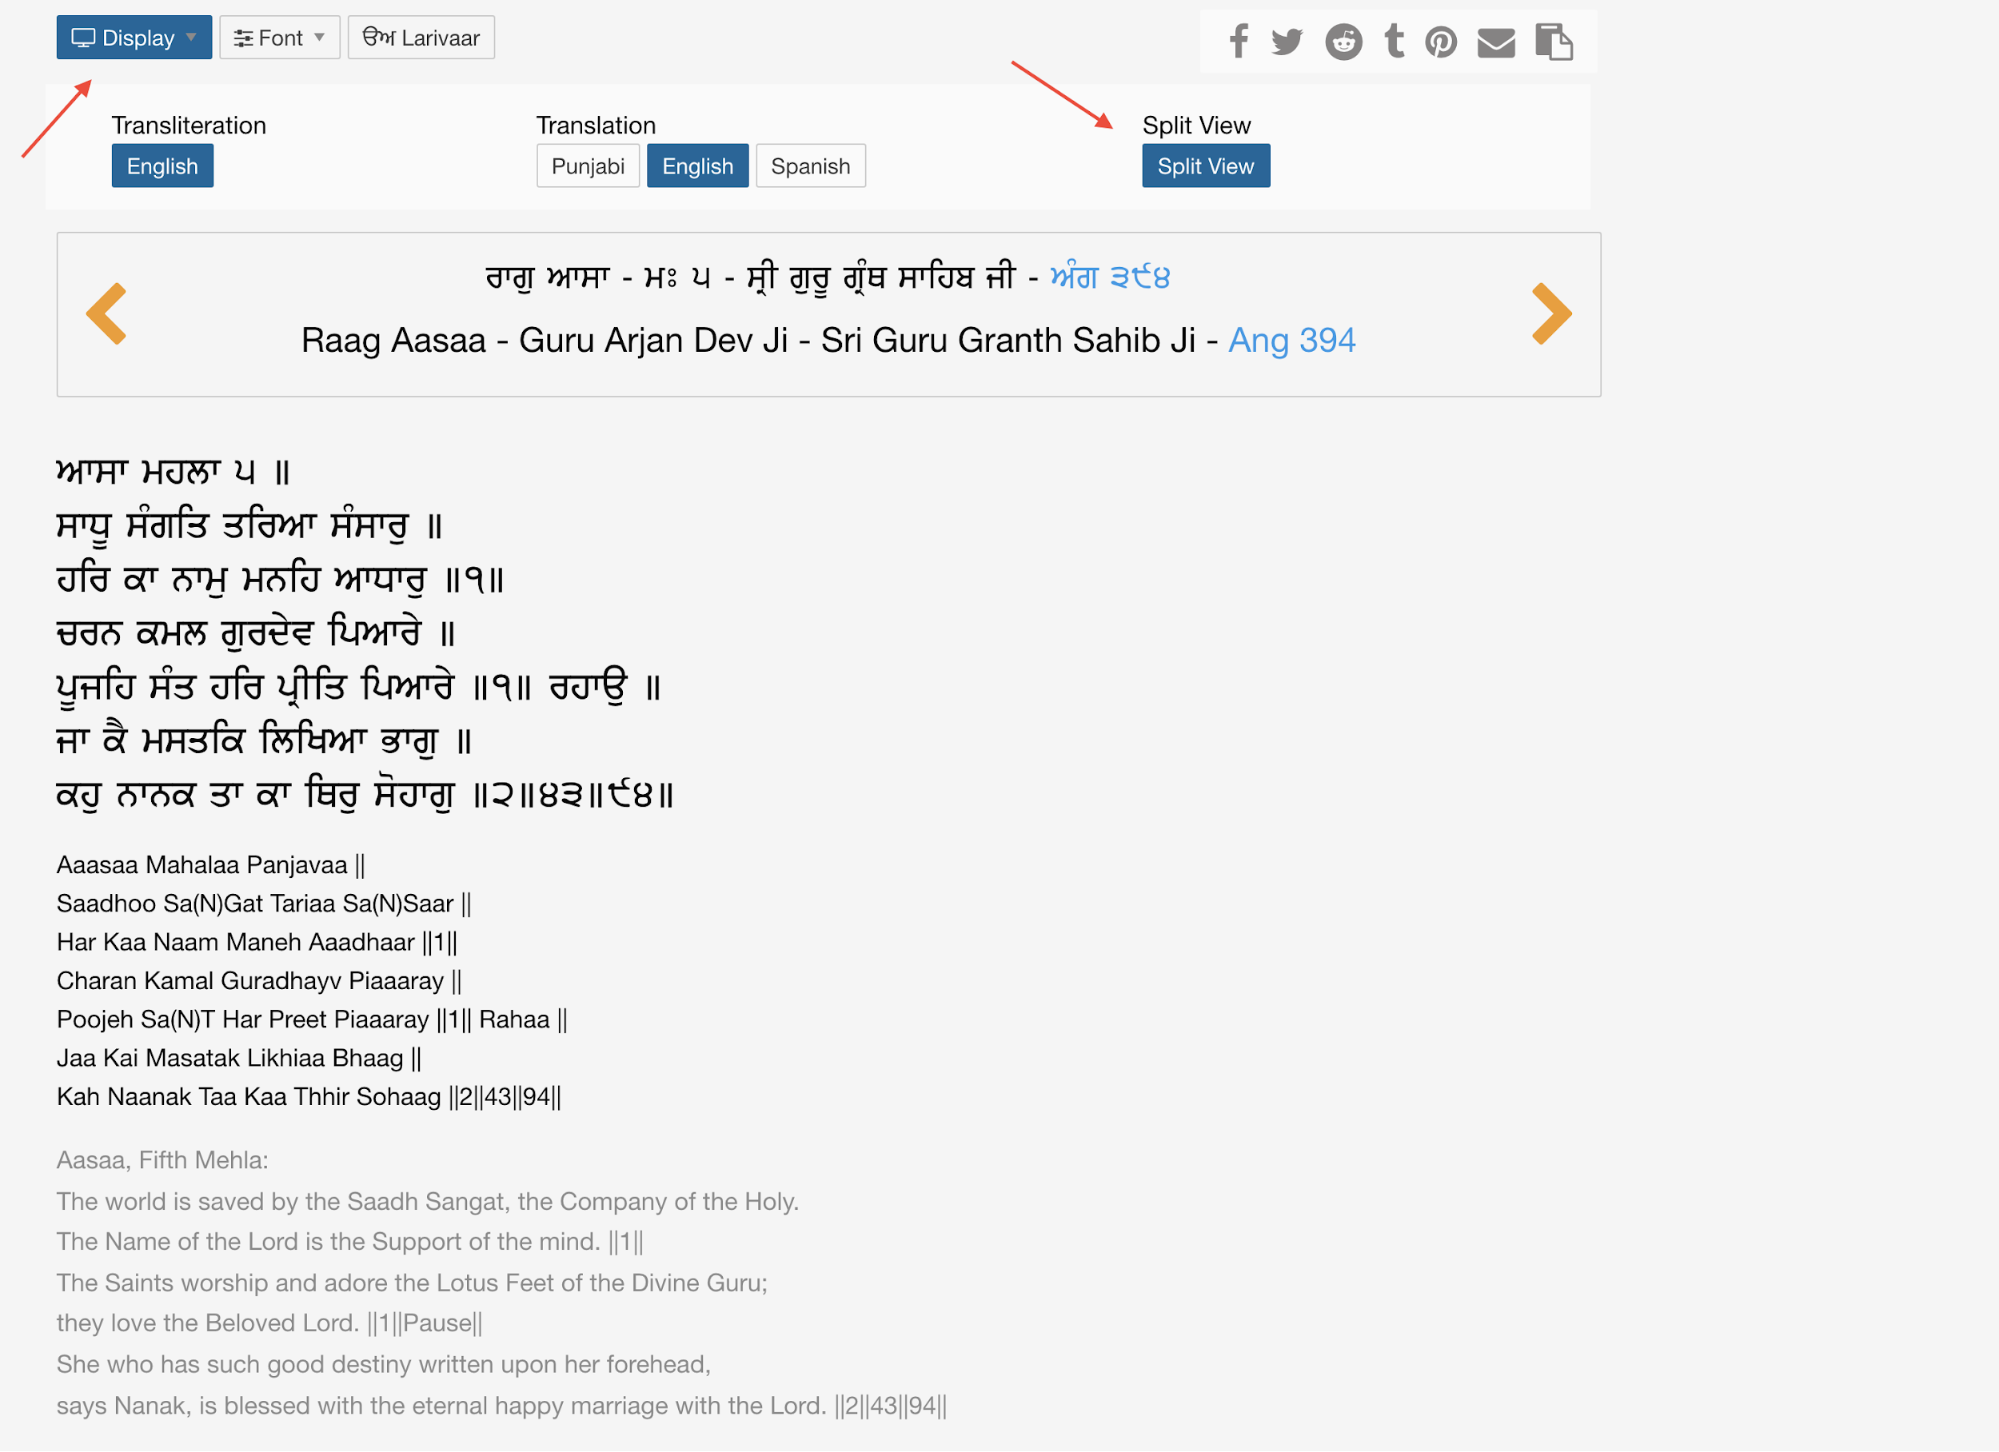 Display Font ੳਅ Larivaar
Transliteration Translation Split View
English Punjabi English Spanish Split View
ਰਾਗੁ ਆਸਾ - ਮਃ ੫ - ਸ੍ਰੀ ਗੁਰੂ ਗ੍ਰੰਥ ਸਾਹਿਬ ਜੀ - ਅੰਗ ੩੯੪
Raag Aasaa - Guru Arjan Dev Ji - Sri Guru Granth Sahib Ji - Ang 394
ਆਸਾ ਮਹਲਾ ੫ ॥
ਸਾਧੂ ਸੰਗਤਿ ਤਰਿਆ ਸੰਸਾਰੁ ॥
ਹਰਿ ਕਾ ਨਾਮੁ ਮਨਹਿ ਆਧਾਰੁ ॥੧॥
ਚਰਨ ਕਮਲ ਗੁਰਦੇਵ ਪਿਆਰੇ ॥
ਪੂਜਹਿ ਸੰਤ ਹਰਿ ਪ੍ਰੀਤਿ ਪਿਆਰੇ ॥੧॥ ਰਹਾਉ ॥
ਜਾ ਕੈ ਮਸਤਕਿ ਲਿਖਿਆ ਭਾਗੁ ॥
ਕਹੁ ਨਾਨਕ ਤਾ ਕਾ ਥਿਰੁ ਸੋਹਾਗੁ ॥੨॥੪੩॥੯੪॥
Aaasaa Mahalaa Panjavaa ||
Saadhoo Sa(N)Gat Tariaa Sa(N)Saar ||
Har Kaa Naam Maneh Aaadhaar ||1||
Charan Kamal Guradhayv Piaaaray ||
Poojeh Sa(N)T Har Preet Piaaaray ||1|| Rahaa ||
Jaa Kai Masatak Likhiaa Bhaag ||
Kah Naanak Taa Kaa Thhir Sohaag ||2||43||94||
Aasaa, Fifth Mehla:
The world is saved by the Saadh Sangat, the Company of the Holy.
The Name of the Lord is the Support of the mind. ||1||
The Saints worship and adore the Lotus Feet of the Divine Guru;
they love the Beloved Lord. ||1||Pause||
She who has such good destiny written upon her forehead,
says Nanak, is blessed with the eternal happy marriage with the Lord. ||2||43||94||